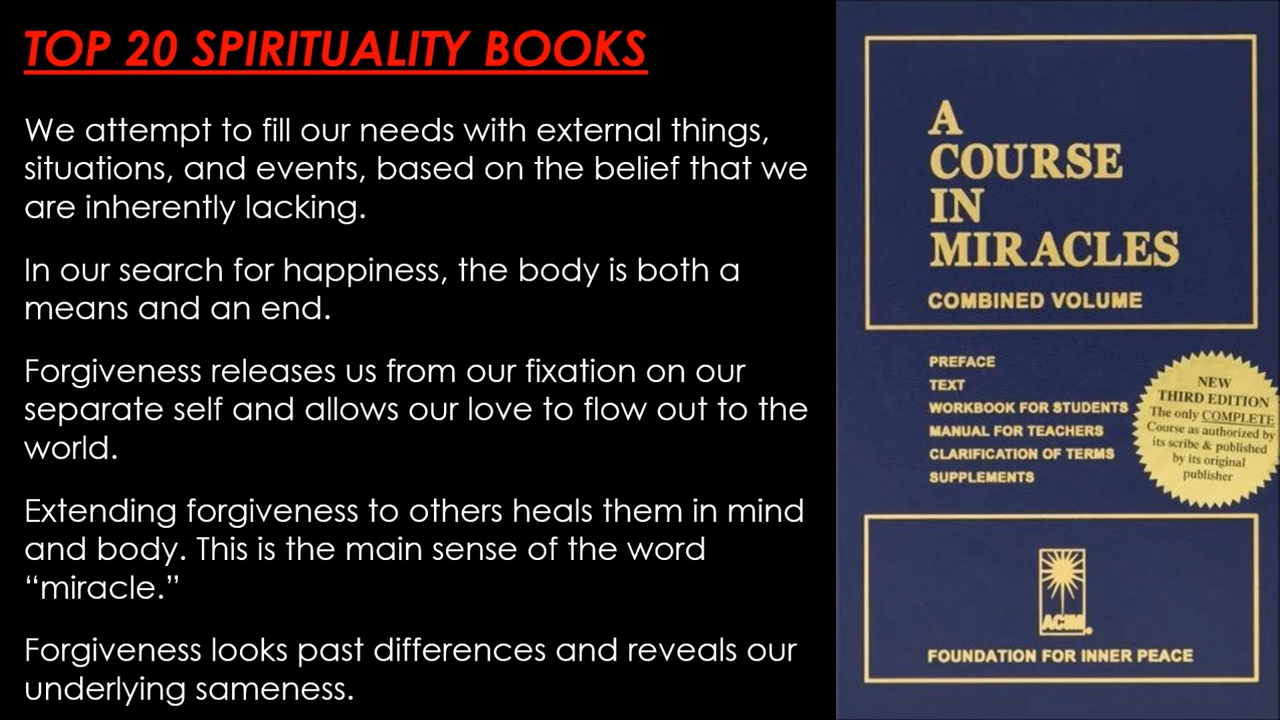 TOP 20 SPIRITUALITY BOOKS
We attempt to fill our needs with external things,
situations, and events, based on the belief that we
are inherently lacking.
In our search for happiness, the body is both a
means and an end.
Forgiveness releases us from our fixation on our
separate self and allows our love to flow out to the
world.
Extending forgiveness to others heals them in mind
and body. This is the main sense of the word
“miracle.”
Forgiveness looks past differences and reveals our
underlying sameness.
A
COURSE
IN
MIRACLES
COMBINED VOLUME
PREFACE
TEXT
WORKBOOK FOR STUDENTS
MANUAL FOR TEACHERS
CLARIFICATION OF TERMS
SUPPLEMENTS
NEW
THIRD EDITION
The only COMPLETE
Course as authorized by
its scribe & published
by its original
publisher
ACIM®
FOUNDATION FOR INNER PEACE